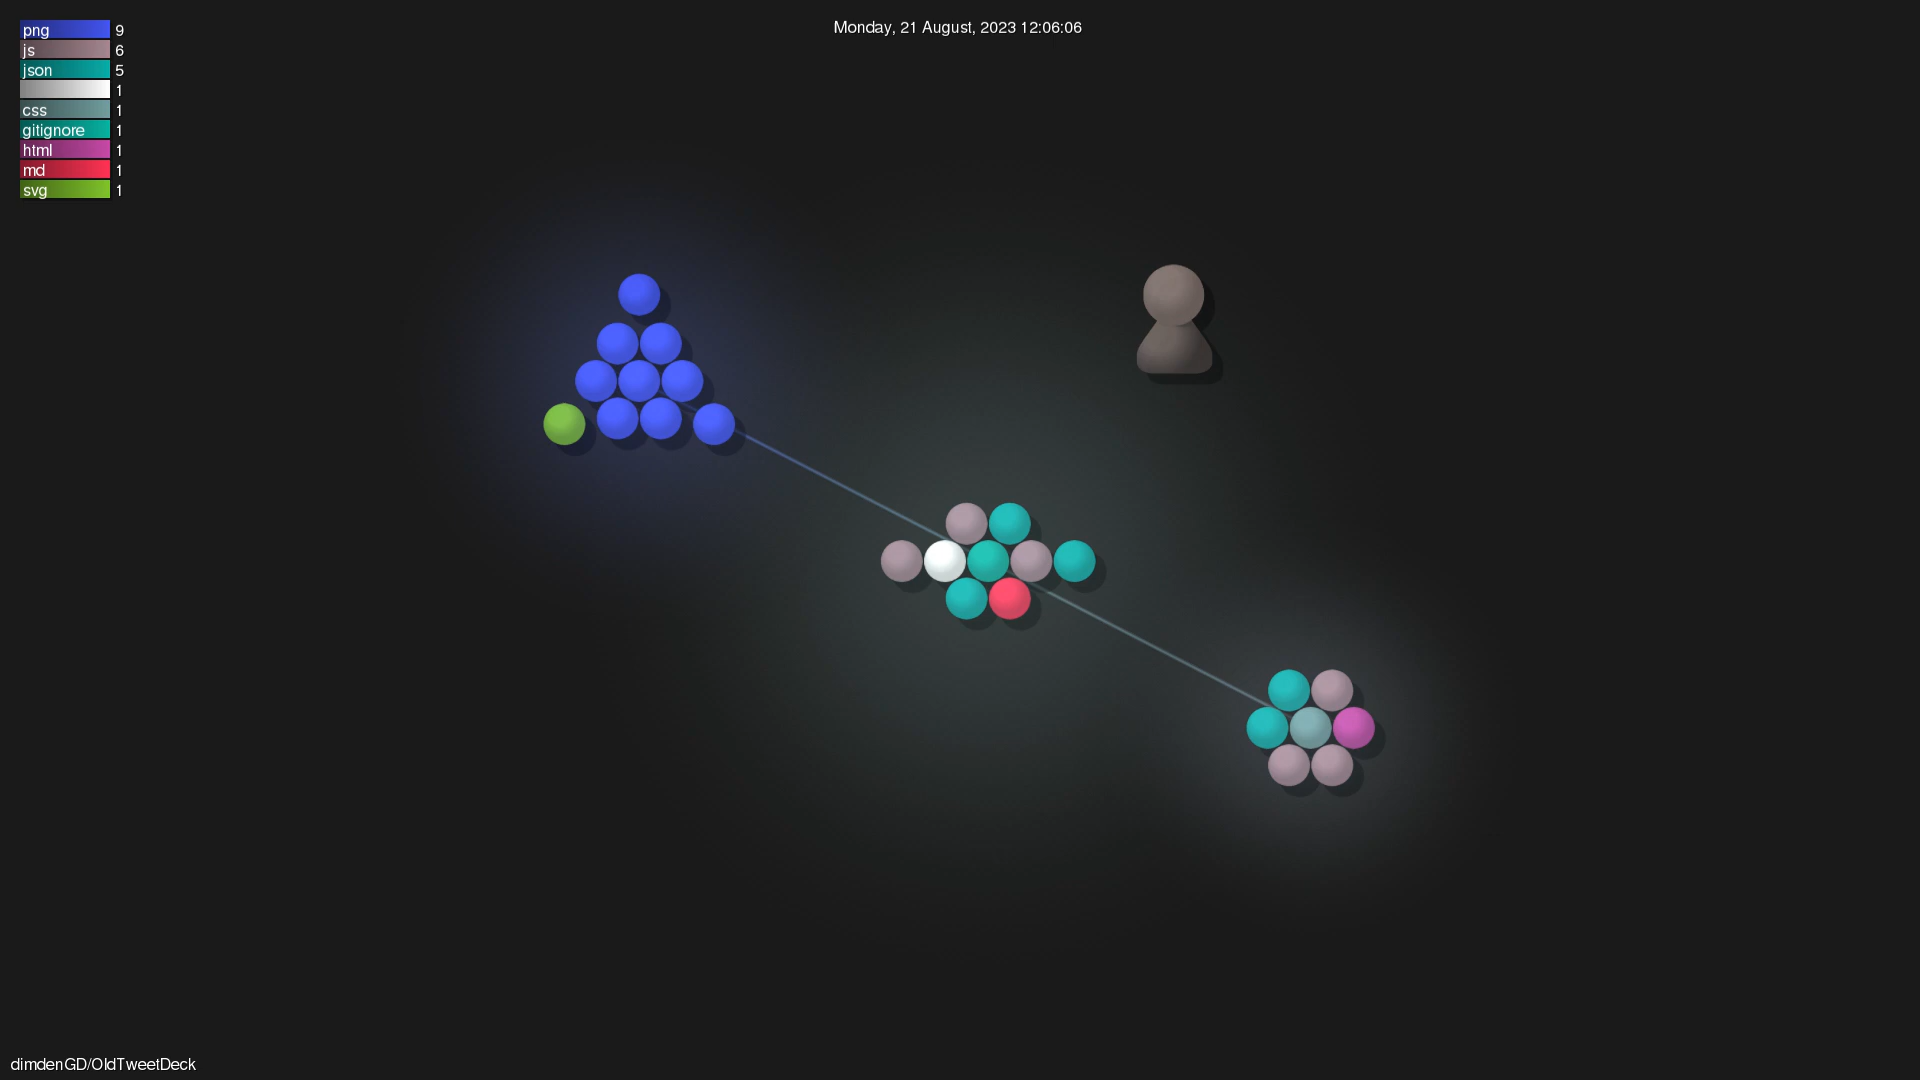 Monday, 21 August, 2023 12:06:06
png 9
js 6
json 5
1
css 1
gitignore 1
html 1
md 1
svg 1
dimdenGD/OldTweetDeck